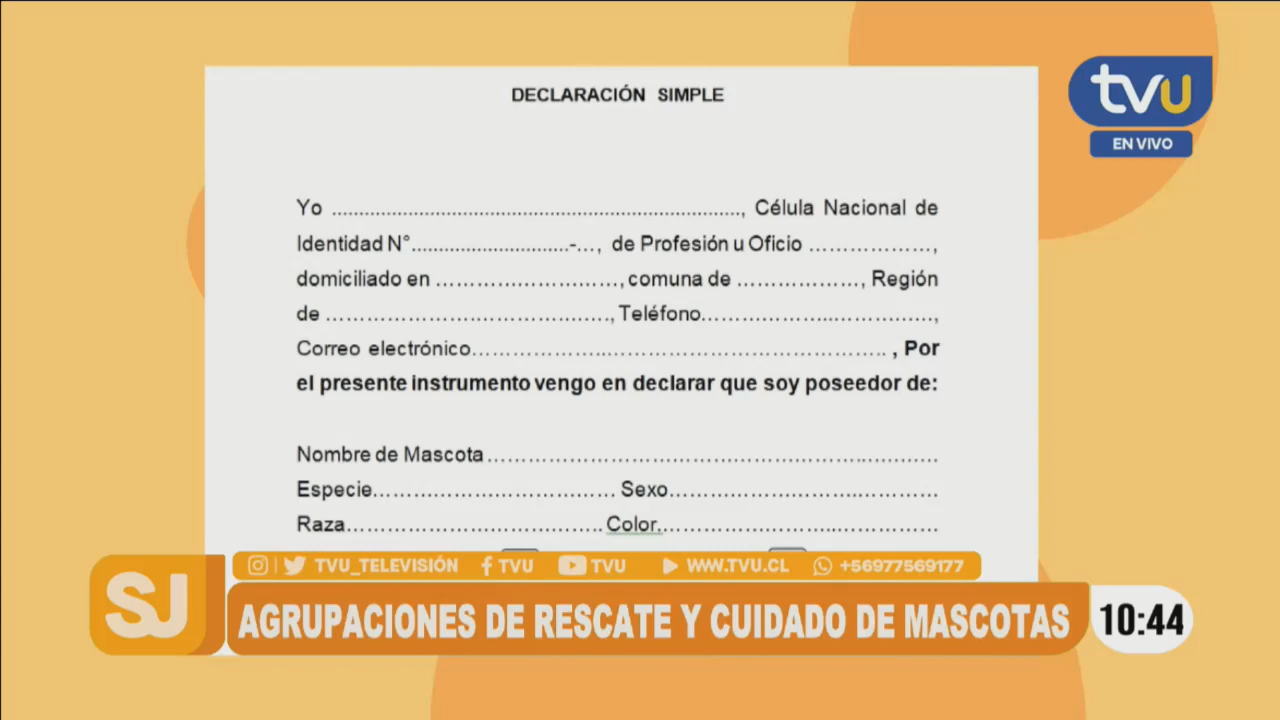 DECLARACIÓN SIMPLE
tvu
EN VIVO
Yo ............................................................................, Célula Nacional de
Identidad N°.............................-..., de Profesión u Oficio ………………,
domiciliado en ………………………, comuna de ………………, Región
de ……………………………………, Teléfono……………………………,
Correo electrónico…………………………………………………… , Por
el presente instrumento vengo en declarar que soy poseedor de:
Nombre de Mascota…………………………………………………………
Especie……………………………… Sexo…………………………………
Raza………………………………… Color…………………………………
TVU_TELEVISIÓN TVU TVU WWW.TVU.CL +56977569177
SJ
AGRUPACIONES DE RESCATE Y CUIDADO DE MASCOTAS
10:44